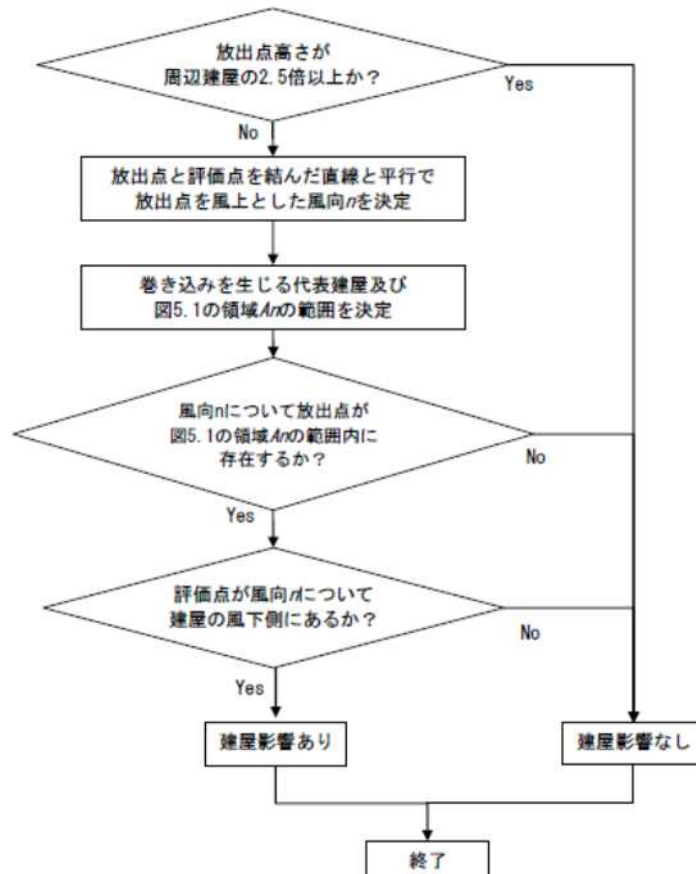 放出点高さが
周辺建屋の2.5倍以上か？
Yes
No
放出点と評価点を結んだ直線と平行で
放出点を風上とした風向nを決定
巻き込みを生じる代表建屋及び
図5.1の領域Anの範囲を決定
風向nについて放出点が
図5.1の領域Anの範囲内に
存在するか？
No
Yes
評価点が風向nについて
建屋の風下側にあるか？
No
Yes
建屋影響あり
建屋影響なし
終了